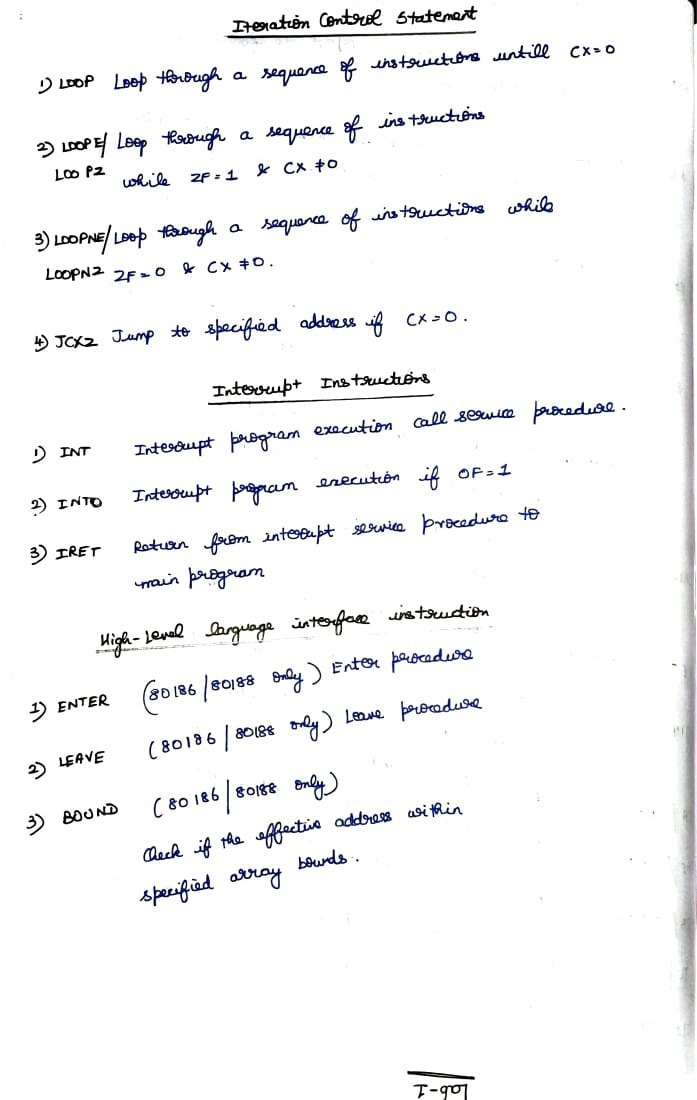 Iteration Control Statement
1) LOOP Loop through a sequence of instructions untill CX=0
2) LOOPE/ Loop through a sequence of instructions
LOOPZ while ZF=1 & CX ≠0
3) LOOPNE/ Loop through a sequence of instructions while
LOOPNZ ZF=0 & CX ≠0.
4) JCXZ Jump to specified address if CX=0.
Interrupt Instructions
1) INT Interrupt program execution call service procedure.
2) INTO Interrupt program execution if OF=1
3) IRET Return from interrupt service procedure to
main program
High-Level language interface instruction
1) ENTER (80186/80188 only) Enter procedure
2) LEAVE (80186/80188 only) Leave procedure
3) BOUND (80186/80188 only)
Check if the effective address within
specified array bounds.
Lab-I